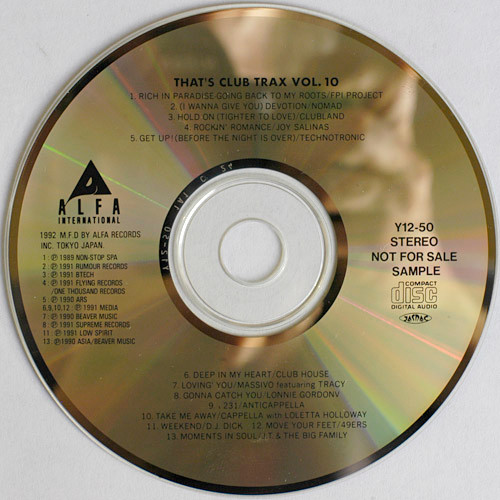 THAT'S CLUB TRAX VOL. 10
1. RICH IN PARADISE-GOING BACK TO MY ROOTS/FPI PROJECT
2. (I WANNA GIVE YOU) DEVOTION/NOMAD
3. HOLD ON (TIGHTER TO LOVE)/CLUBLAND
4. ROCKIN' ROMANCE/JOY SALINAS
5. GET UP! (BEFORE THE NIGHT IS OVER)/TECHNOTRONIC
ALFA
INTERNATIONAL
1992 M.F.D BY ALFA RECORDS
INC. TOKYO JAPAN.
1 : Ⓟ 1989 NON-STOP SPA
2 : Ⓟ 1991 RUMOUR RECORDS
3 : Ⓟ 1991 BTECH
4 : Ⓟ 1991 FLYING RECORDS
/ONE THOUSAND RECORDS
5 : Ⓟ 1990 ARS
6,9,10,12 : Ⓟ 1991 MEDIA
7 : Ⓟ 1990 BEAVER MUSIC
8 : Ⓟ 1991 SUPREME RECORDS
11 : Ⓟ 1991 LOW SPIRIT
13 : Ⓟ 1990 ASIA/BEAVER MUSIC
Y12-50
STEREO
NOT FOR SALE
SAMPLE
COMPACT
disc
DIGITAL AUDIO
JASRAC
6. DEEP IN MY HEART/CLUB HOUSE
7. LOVING' YOU/MASSIVO featuaring TRACY
8. GONNA CATCH YOU/LONNIE GORDONV
9. √231/ANTICAPPELLA
10. TAKE ME AWAY/CAPPELLA with LOLETTA HOLLOWAY
11. WEEKEND/D.J. DICK 12. MOVE YOUR FEET/49ERS
13. MOMENTS IN SOUL/J.T. & THE BIG FAMILY